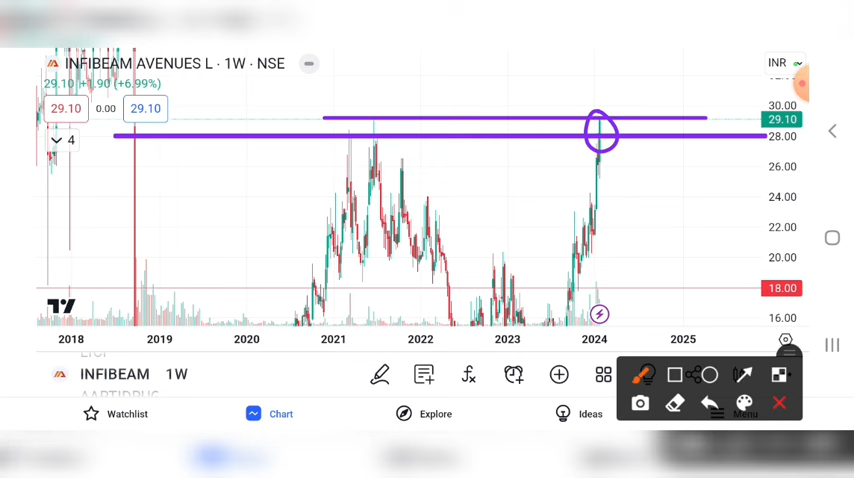 INFIBEAM AVENUES L · 1W · NSE
INR
29.10 +1.90 (+6.99%)
29.10 0.00 29.10
4
30.00
29.10
28.00
26.00
24.00
22.00
20.00
18.00
16.00
2018 2019 2020 2021 2022 2023 2024 2025
INFIBEAM 1W
Watchlist Chart Explore Ideas Menu